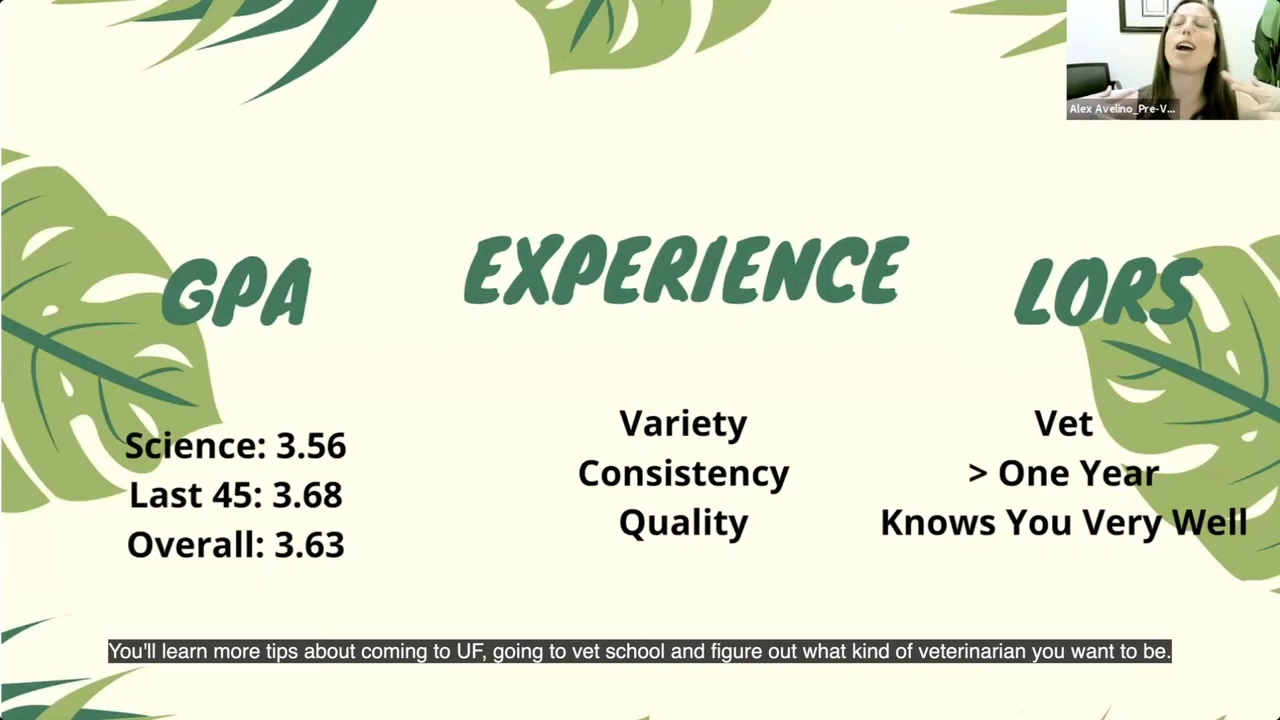 Alex Avelino_Pre-V...
GPA
EXPERIENCE
LORS
Science: 3.56
Last 45: 3.68
Overall: 3.63
Variety
Consistency
Quality
Vet
> One Year
Knows You Very Well
You'll learn more tips about coming to UF, going to vet school and figure out what kind of veterinarian you want to be.